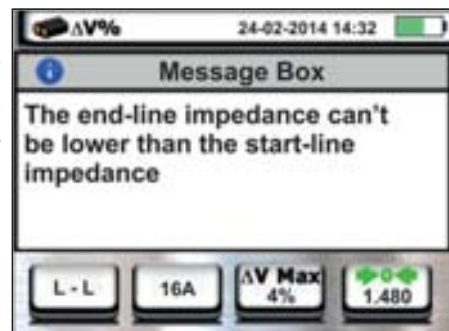 ΔV% 24-02-2014 14:32
Message Box
The end-line impedance can't
be lower than the start-line
impedance
L - L 16A ΔV Max 4% →0← 1.480